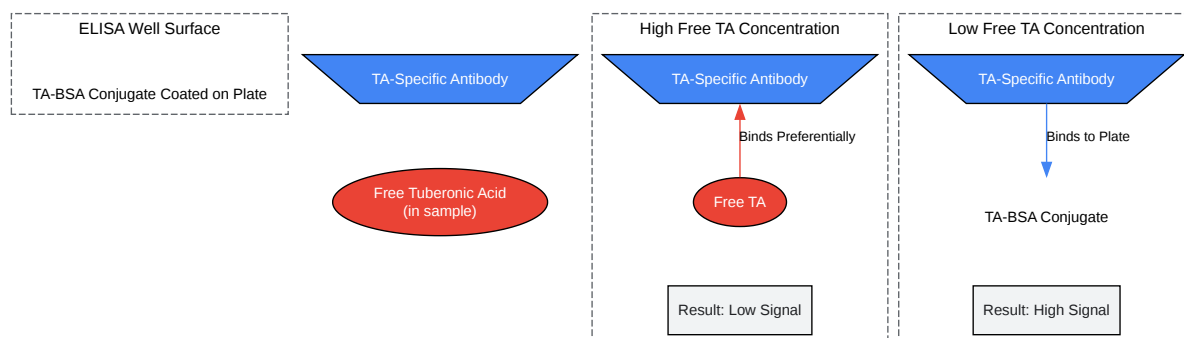 ELISA Well Surface
TA-BSA Conjugate Coated on Plate
TA-Specific Antibody
Free Tuberonic Acid
(in sample)
High Free TA Concentration
TA-Specific Antibody
Binds Preferentially
Free TA
Result: Low Signal
Low Free TA Concentration
TA-Specific Antibody
Binds to Plate
TA-BSA Conjugate
Result: High Signal